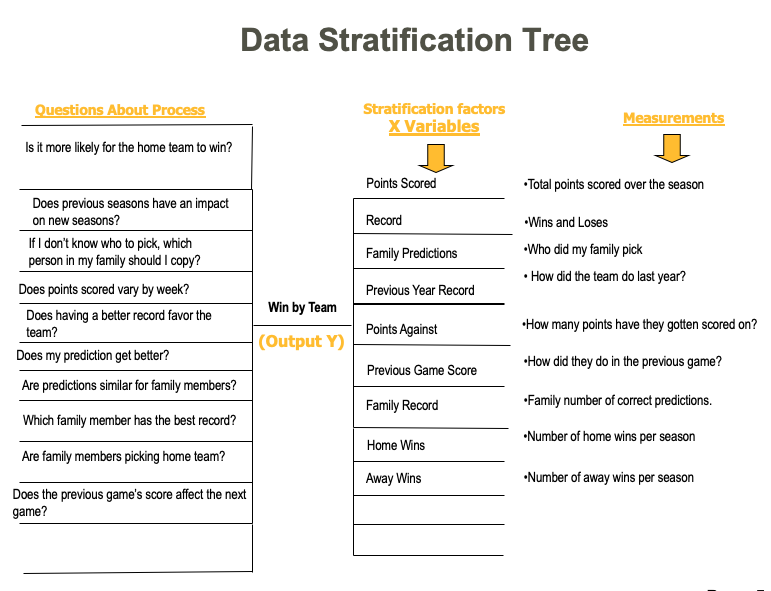 Data Stratification Tree
Questions About Process
Is it more likely for the home team to win?
Does previous seasons have an impact
on new seasons?
If I don't know who to pick, which
person in my family should I copy?
Does points scored vary by week?
Does having a better record favor the
team?
Does my prediction get better?
Are predictions similar for family members?
Which family member has the best record?
Are family members picking home team?
Does the previous game's score affect the next
game?
Win by Team
(Output Y)
Stratification factors
X Variables
Points Scored
Record
Family Predictions
Previous Year Record
Points Against
Previous Game Score
Family Record
Home Wins
Away Wins
Measurements
•Total points scored over the season
•Wins and Loses
•Who did my family pick
• How did the team do last year?
•How many points have they gotten scored on?
•How did they do in the previous game?
•Family number of correct predictions.
•Number of home wins per season
•Number of away wins per season